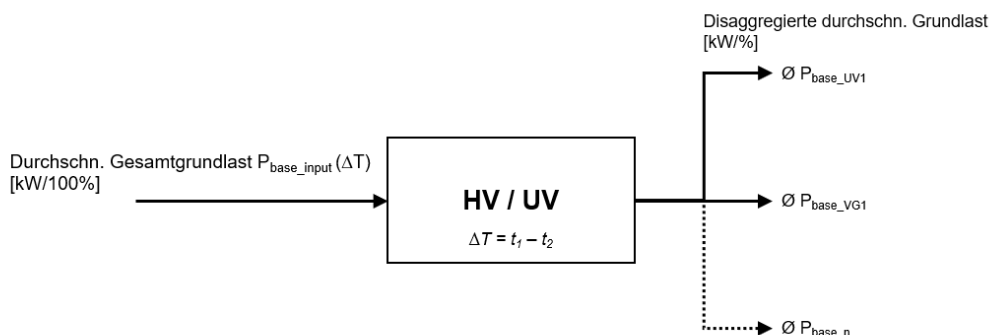 Disaggregierte durchschn. Grundlast
[kW/%]
Ø P_base_UV1
Durchschn. Gesamtgrundlast P_base_input (ΔT)
[kW/100%]
HV / UV
ΔT = t₁ – t₂
Ø P_base_VG1
Ø P_base_n